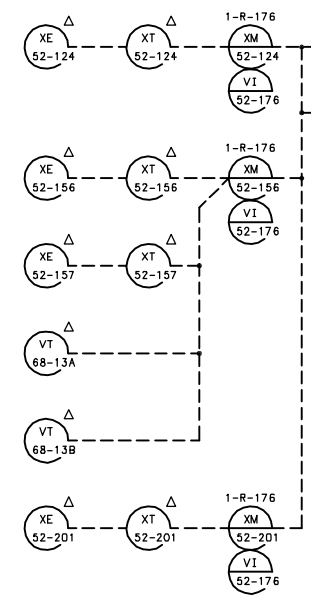 1-R-176
XE
52-124
XT
52-124
XM
52-124
VI
52-176
1-R-176
XE
52-156
XT
52-156
XM
52-156
VI
52-176
XE
52-157
XT
52-157
VT
68-13A
VT
68-13B
1-R-176
XE
52-201
XT
52-201
XM
52-201
VI
52-176